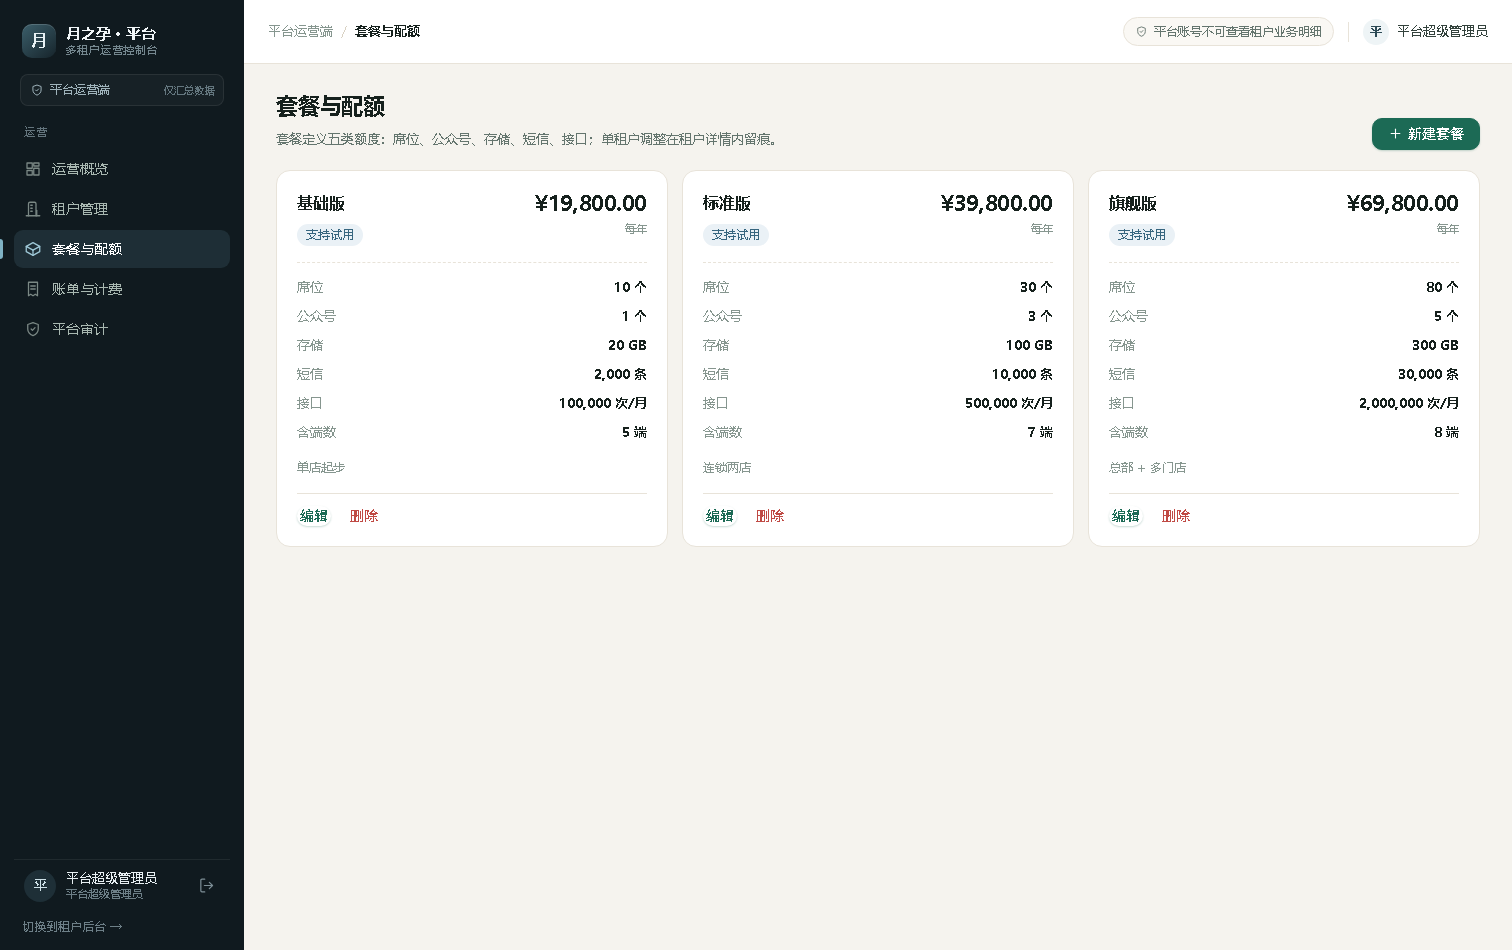 月
月之孕·平台
多租户运营控制台
平台运营端
仅汇总数据
运营
运营概览
租户管理
套餐与配额
账单与计费
平台审计
平
平台超级管理员
平台超级管理员
切换到租户后台 →
平台运营端 / 套餐与配额
平台账号不可查看租户业务明细
平
平台超级管理员
套餐与配额
套餐定义五类额度：席位、公众号、存储、短信、接口；单租户调整在租户详情内留痕。
+ 新建套餐
基础版
¥19,800.00
支持试用
每年
席位 10 个
公众号 1 个
存储 20 GB
短信 2,000 条
接口 100,000 次/月
含端数 5 端
单店起步
编辑 删除
标准版
¥39,800.00
支持试用
每年
席位 30 个
公众号 3 个
存储 100 GB
短信 10,000 条
接口 500,000 次/月
含端数 7 端
连锁两店
编辑 删除
旗舰版
¥69,800.00
支持试用
每年
席位 80 个
公众号 5 个
存储 300 GB
短信 30,000 条
接口 2,000,000 次/月
含端数 8 端
总部 + 多门店
编辑 删除